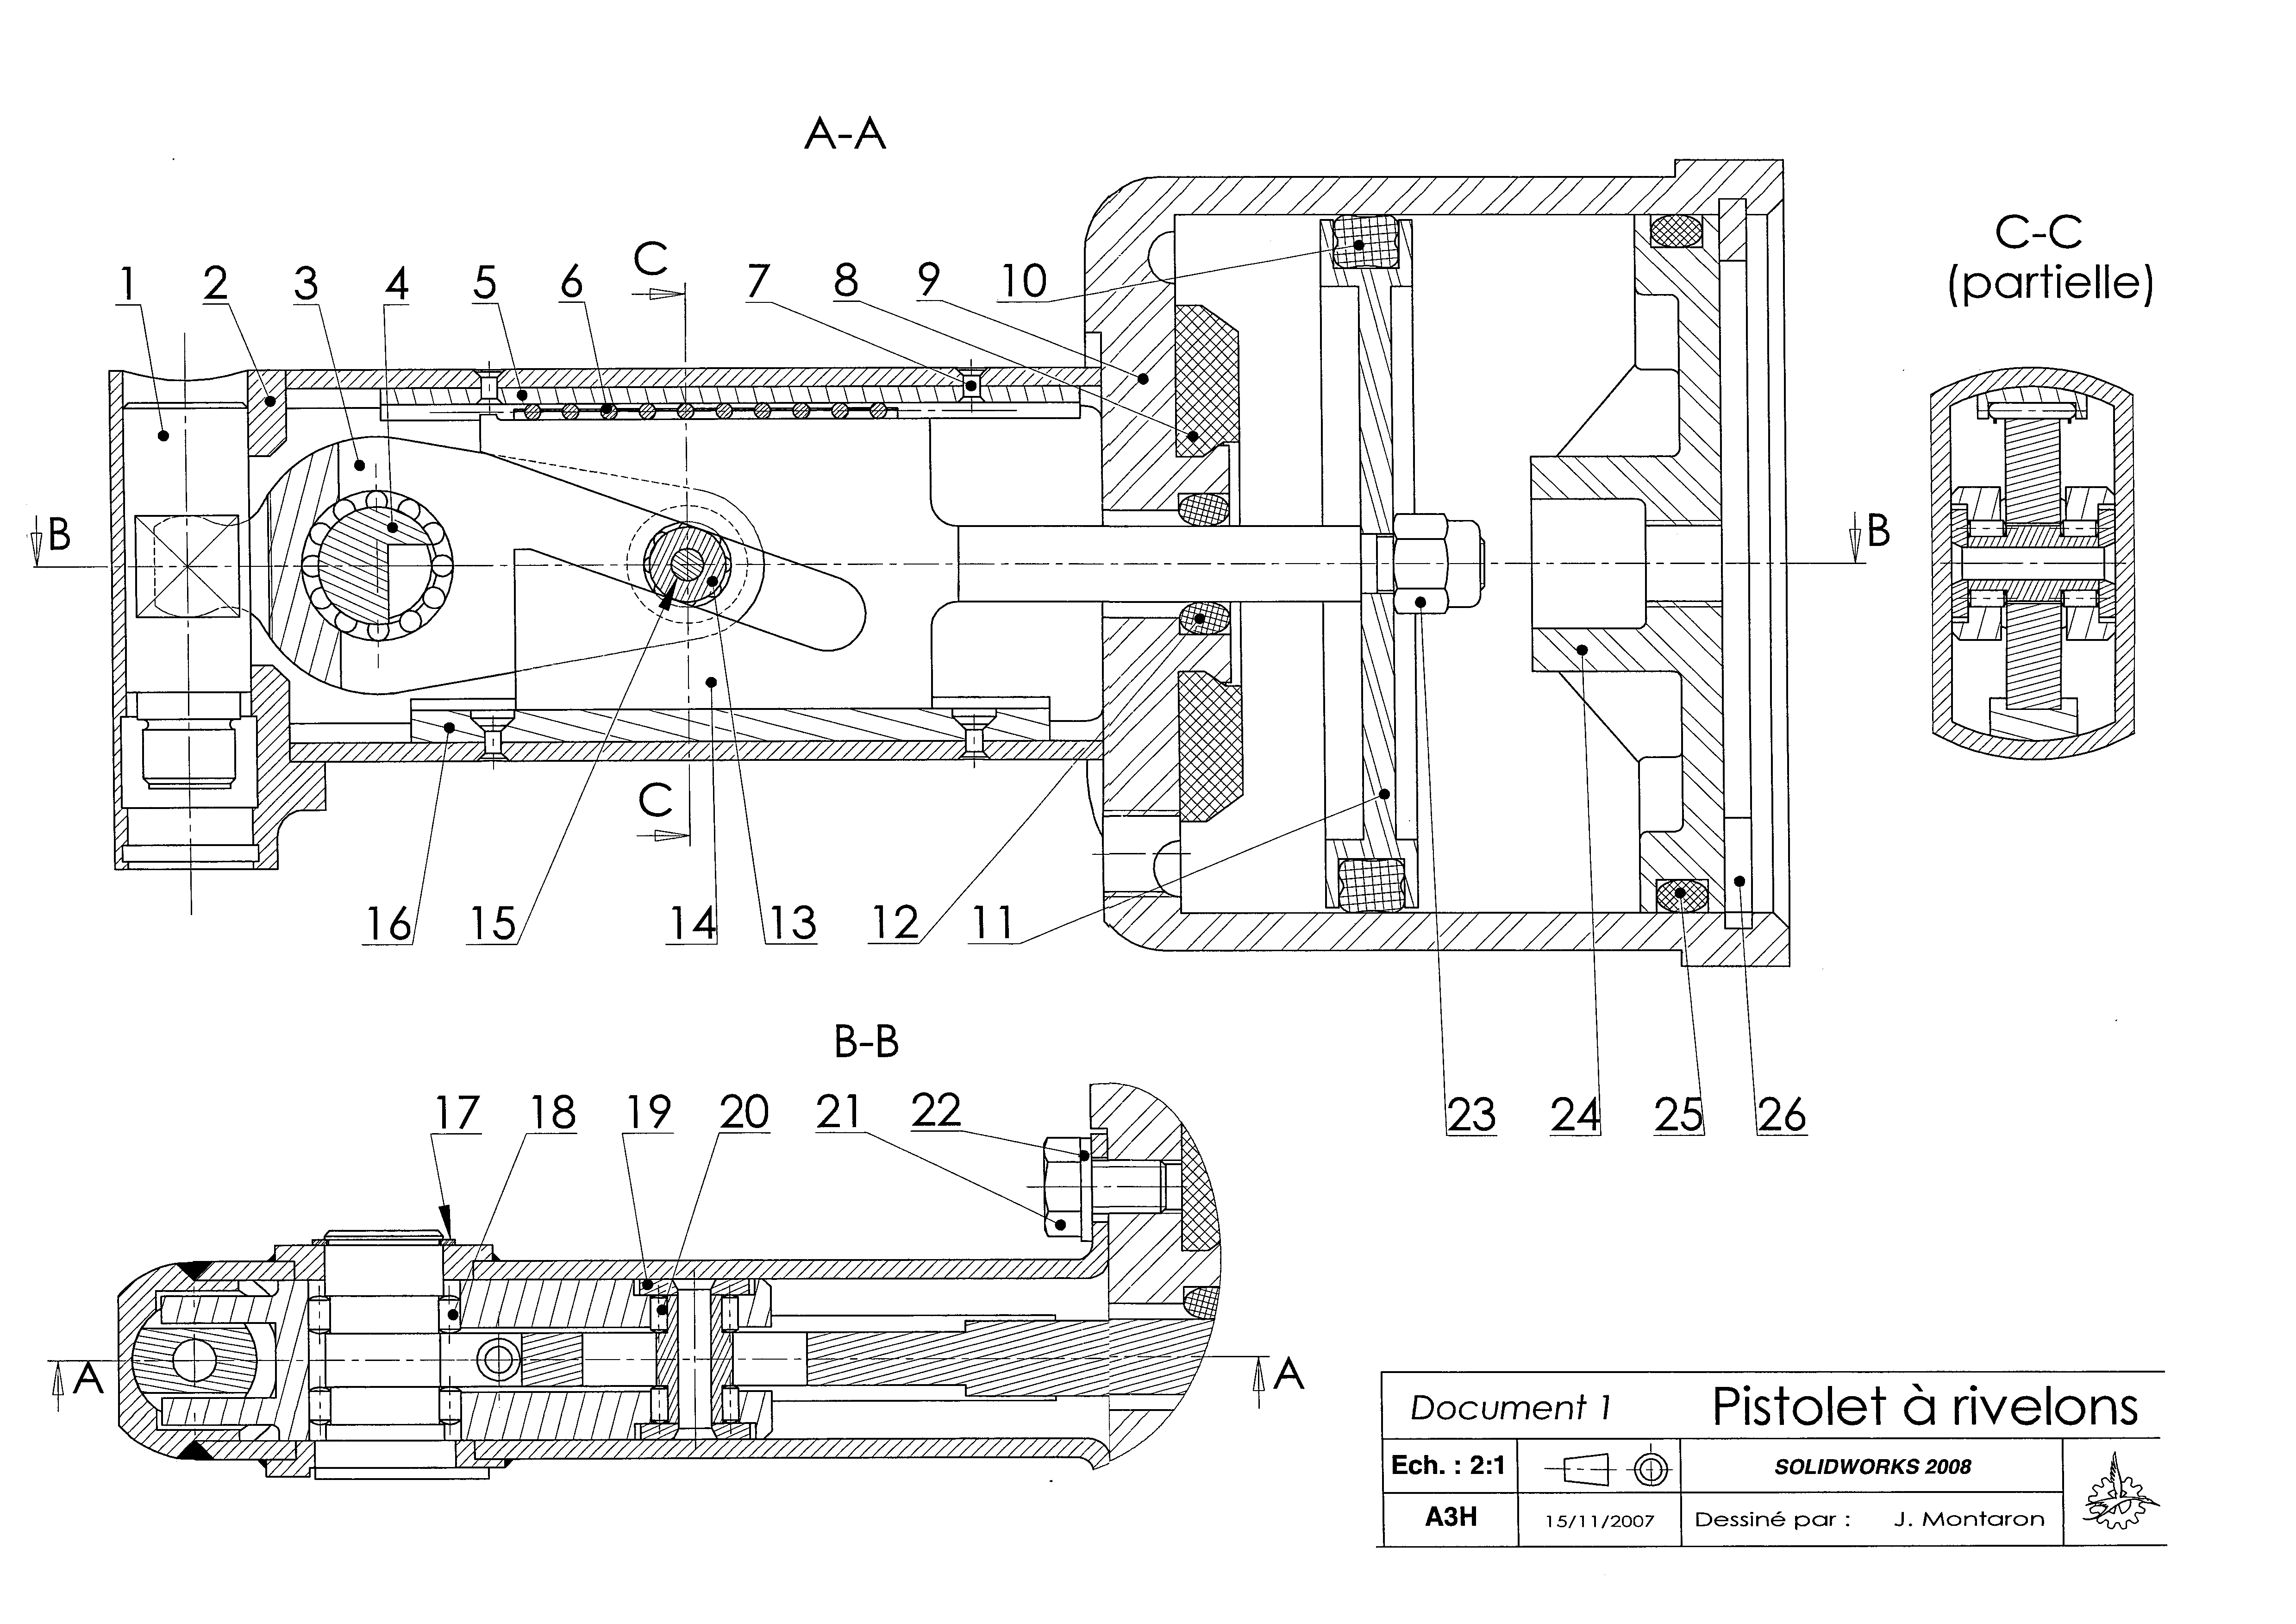 A-A
C
C-C
(partielle)
1 2 3 4 5 6 7 8 9 10
B B
C
16 15 14 13 12 11
B-B
23 24 25 26
17 18 19 20 21 22
A A
Document 1 Pistolet à rivelons
Ech. : 2:1 SOLIDWORKS 2008
A3H 15/11/2007 Dessiné par : J. Montaron